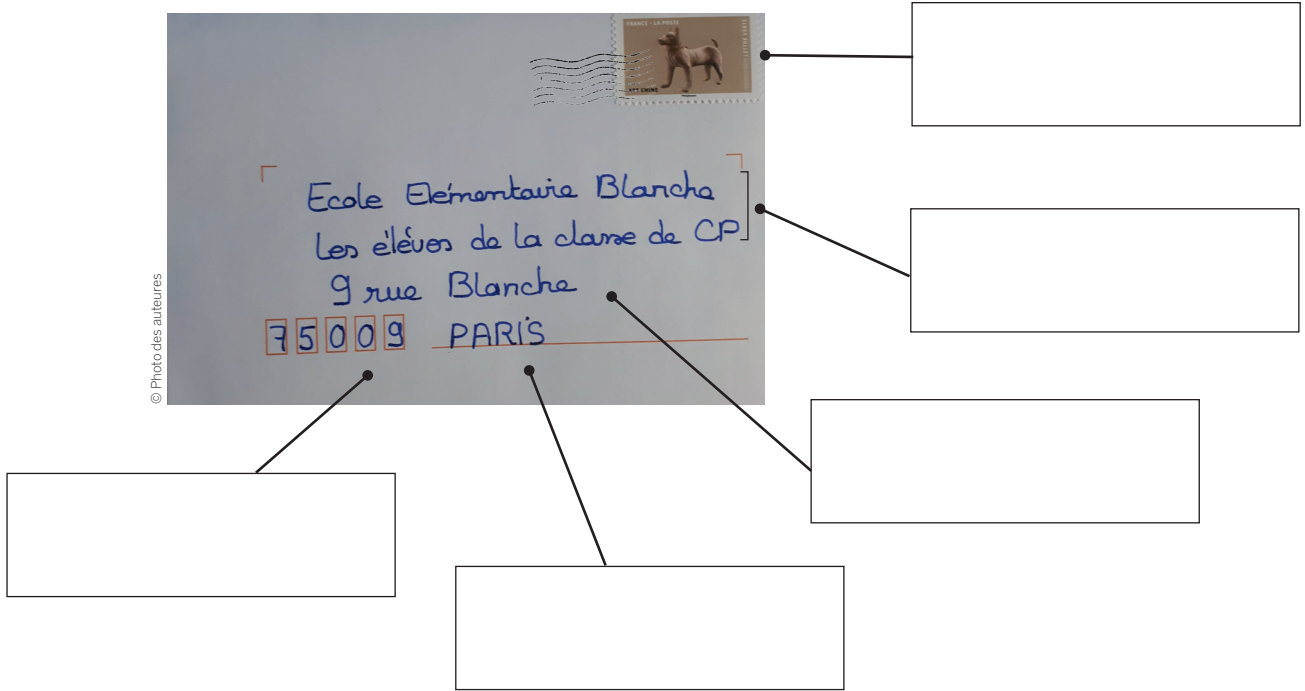 FRANCE - LA POSTE
LETTRE VERTE
CHINE
Ecole Elémentaire Blanche
Les élèves de la classe de CP
9 rue Blanche
75009 PARIS
© Photo des auteures